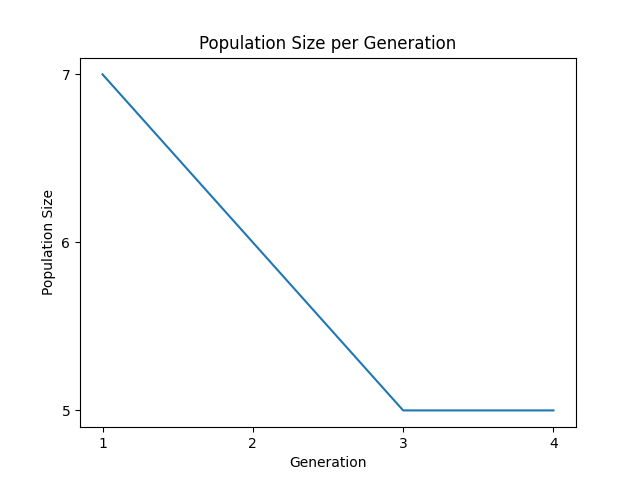 Population Size per Generation
7
6
5
Population Size
1 2 3 4
Generation